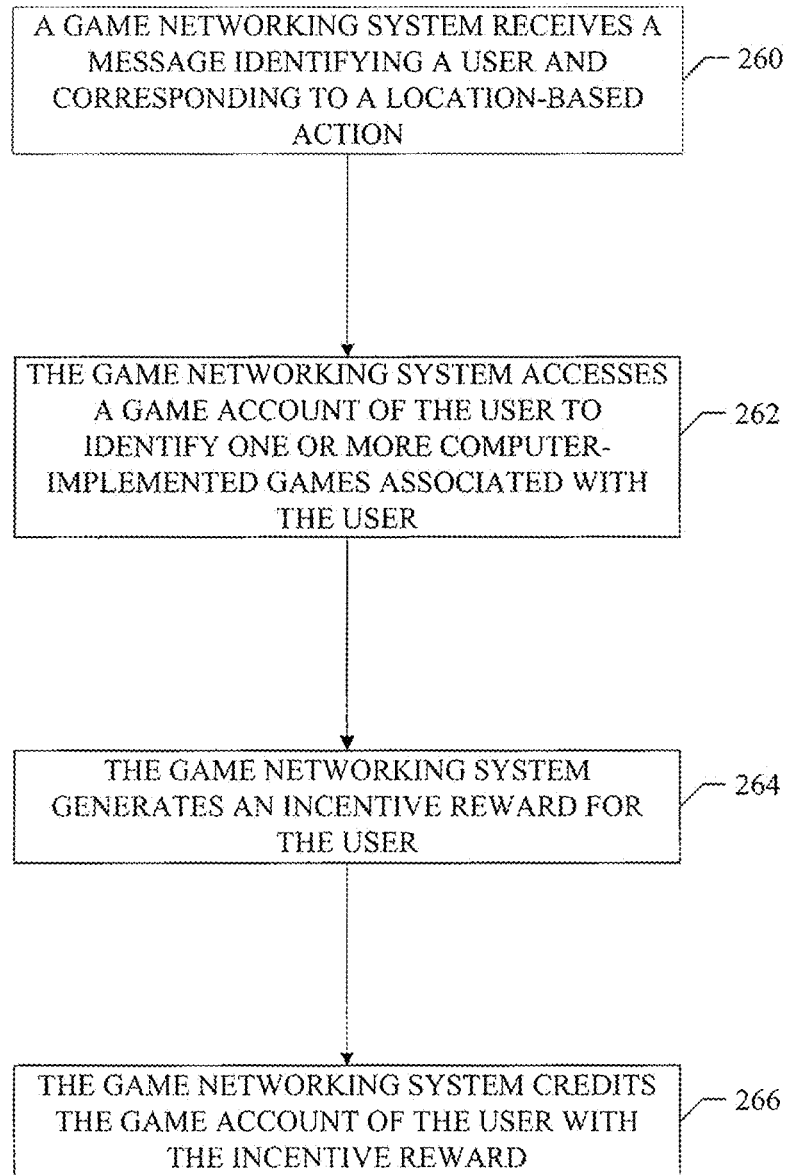 A GAME NETWORKING SYSTEM RECEIVES A
MESSAGE IDENTIFYING A USER AND
CORRESPONDING TO A LOCATION-BASED
ACTION
260
THE GAME NETWORKING SYSTEM ACCESSES
A GAME ACCOUNT OF THE USER TO
IDENTIFY ONE OR MORE COMPUTER-
IMPLEMENTED GAMES ASSOCIATED WITH
THE USER
262
THE GAME NETWORKING SYSTEM
GENERATES AN INCENTIVE REWARD FOR
THE USER
264
THE GAME NETWORKING SYSTEM CREDITS
THE GAME ACCOUNT OF THE USER WITH
THE INCENTIVE REWARD
266